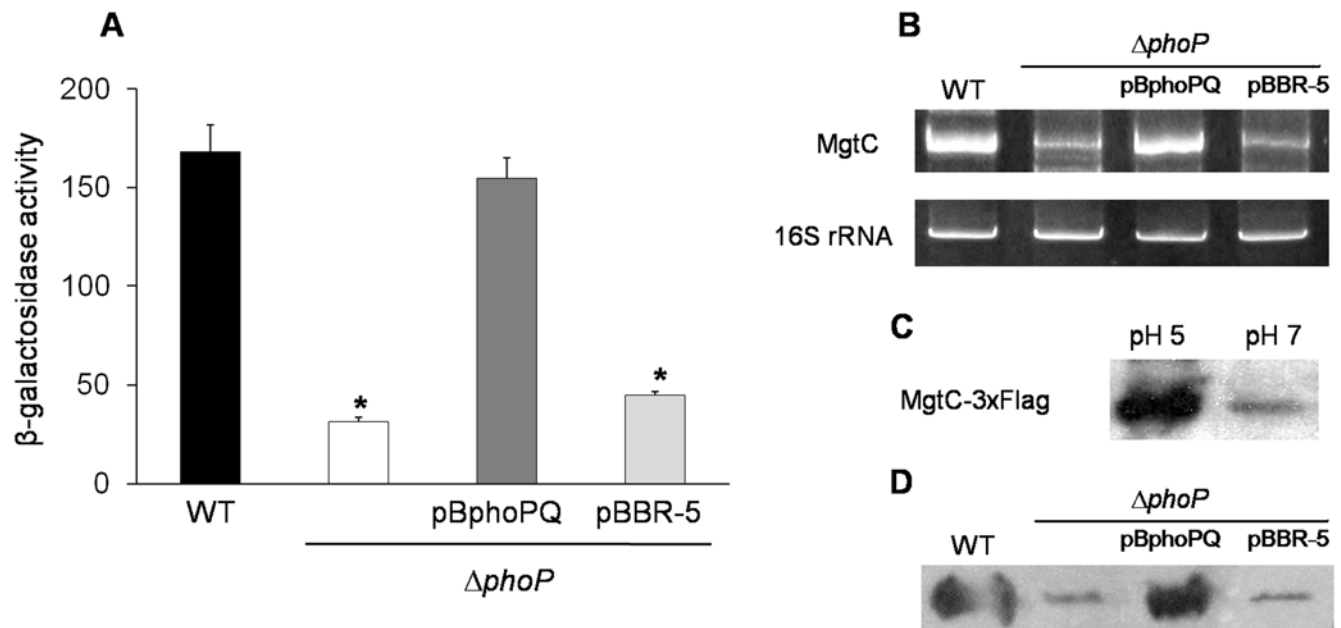 A
β-galactosidase activity
200
150
100
50
0
*
*
WT
pBphoPQ
pBBR-5
ΔphoP
B
ΔphoP
WT
pBphoPQ
pBBR-5
MgtC
16S rRNA
C
pH 5
pH 7
MgtC-3xFlag
D
ΔphoP
WT
pBphoPQ
pBBR-5